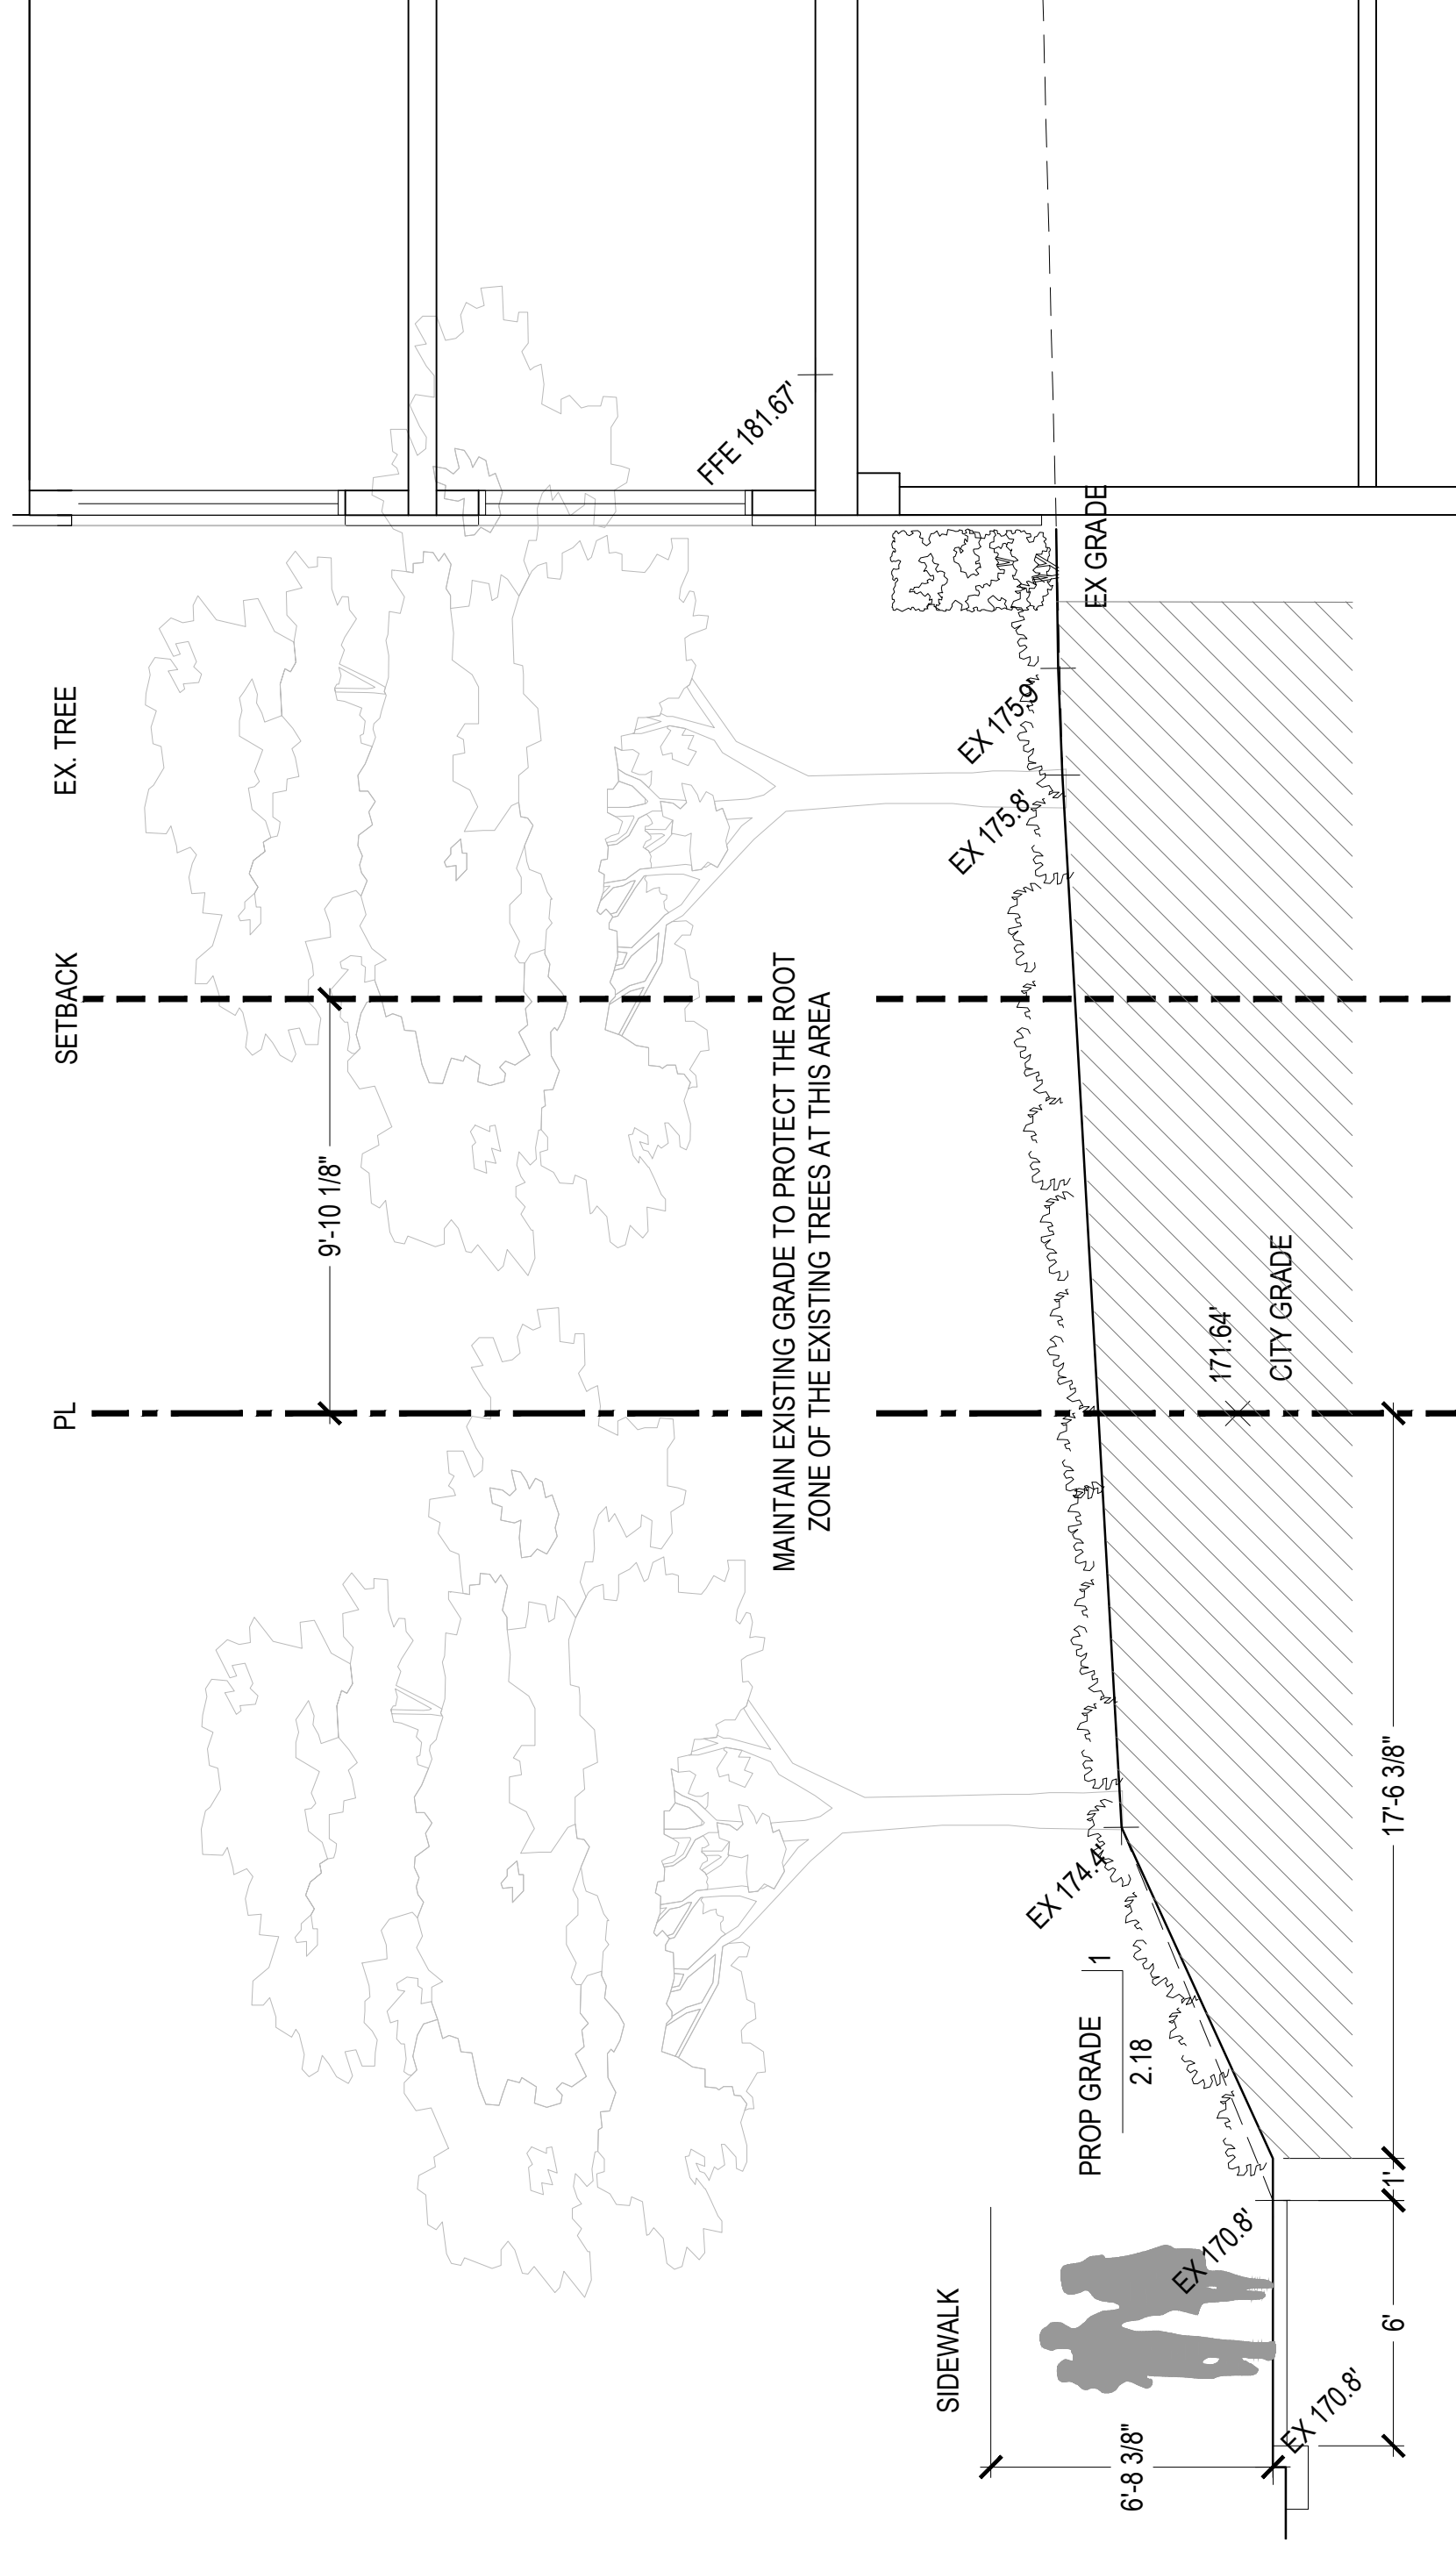 PL
SETBACK
EX. TREE
9'-10 1/8"
FFE 181.67'
MAINTAIN EXISTING GRADE TO PROTECT THE ROOT
ZONE OF THE EXISTING TREES AT THIS AREA
SIDEWALK
EX 174.4'
EX 175.8'
EX 175.9'
EX GRADE
PROP GRADE
1
2.18
6'-8 3/8"
EX 170.8'
EX 170.8'
171.64'
CITY GRADE
6'
1'
17'-6 3/8"